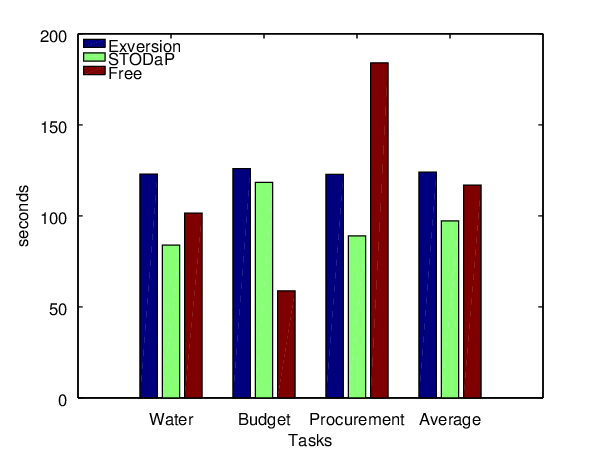 200
150
100
50
0
seconds
Exversion
STODaP
Free
Water Budget Procurement Average
Tasks